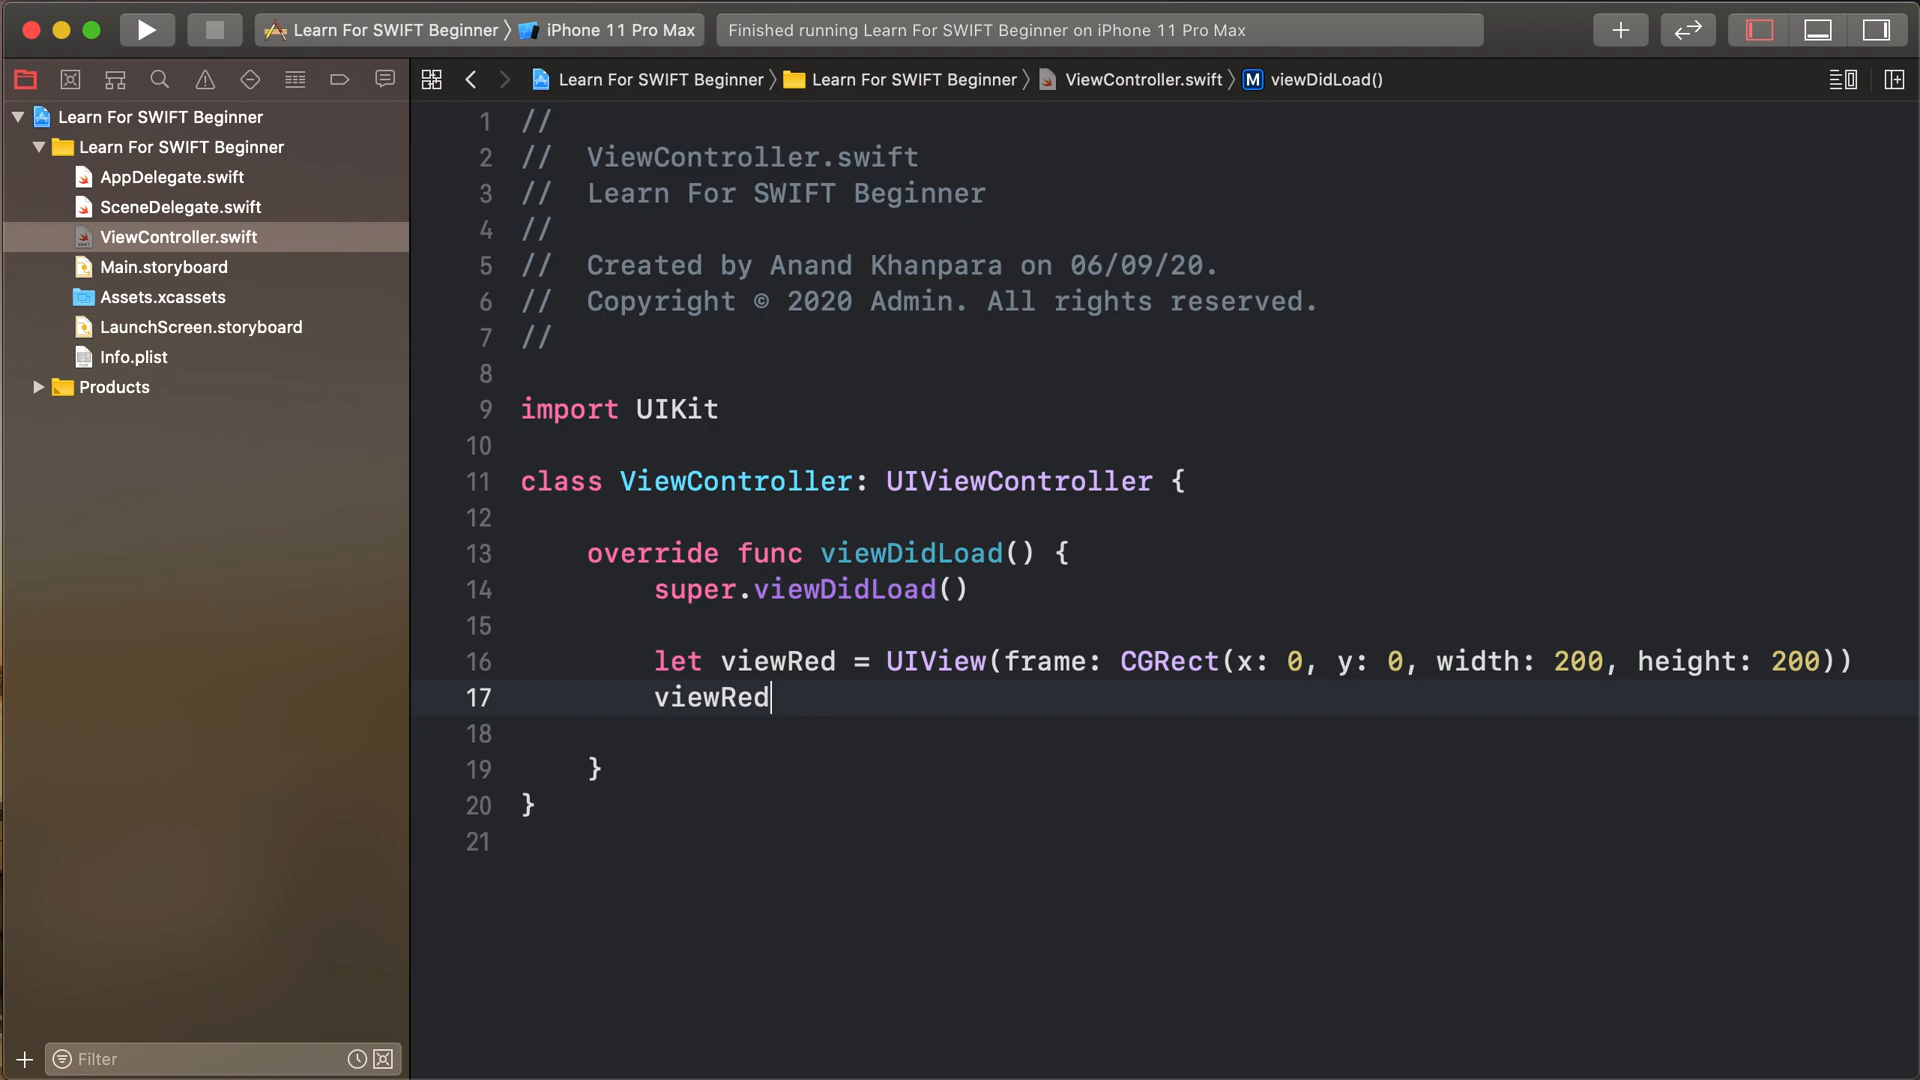 Learn For SWIFT Beginner 〉 iPhone 11 Pro Max
Finished running Learn For SWIFT Beginner on iPhone 11 Pro Max
Learn For SWIFT Beginner 〉 Learn For SWIFT Beginner 〉 ViewController.swift 〉 M viewDidLoad()
Learn For SWIFT Beginner
Learn For SWIFT Beginner
AppDelegate.swift
SceneDelegate.swift
ViewController.swift
Main.storyboard
Assets.xcassets
LaunchScreen.storyboard
Info.plist
Products
Filter
1 //
2 // ViewController.swift
3 // Learn For SWIFT Beginner
4 //
5 // Created by Anand Khanpara on 06/09/20.
6 // Copyright © 2020 Admin. All rights reserved.
7 //
8
9 import UIKit
10
11 class ViewController: UIViewController {
12
13 override func viewDidLoad() {
14 super.viewDidLoad()
15
16 let viewRed = UIView(frame: CGRect(x: 0, y: 0, width: 200, height: 200))
17 viewRed
18
19 }
20 }
21